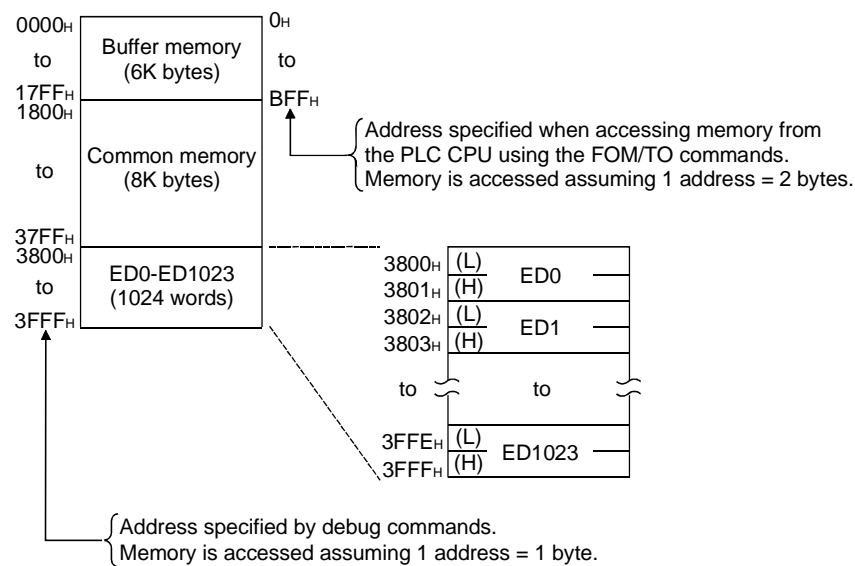 0000H
to
17FFH
Buffer memory
(6K bytes)
0H
to
BFFH
1800H
to
37FFH
Common memory
(8K bytes)
Address specified when accessing memory from
the PLC CPU using the FOM/TO commands.
Memory is accessed assuming 1 address = 2 bytes.
3800H
to
3FFFH
ED0-ED1023
(1024 words)
3800H (L)
3801H (H)
ED0
3802H (L)
3803H (H)
ED1
to to
3FFEH (L)
3FFFH (H)
ED1023
Address specified by debug commands.
Memory is accessed assuming 1 address = 1 byte.